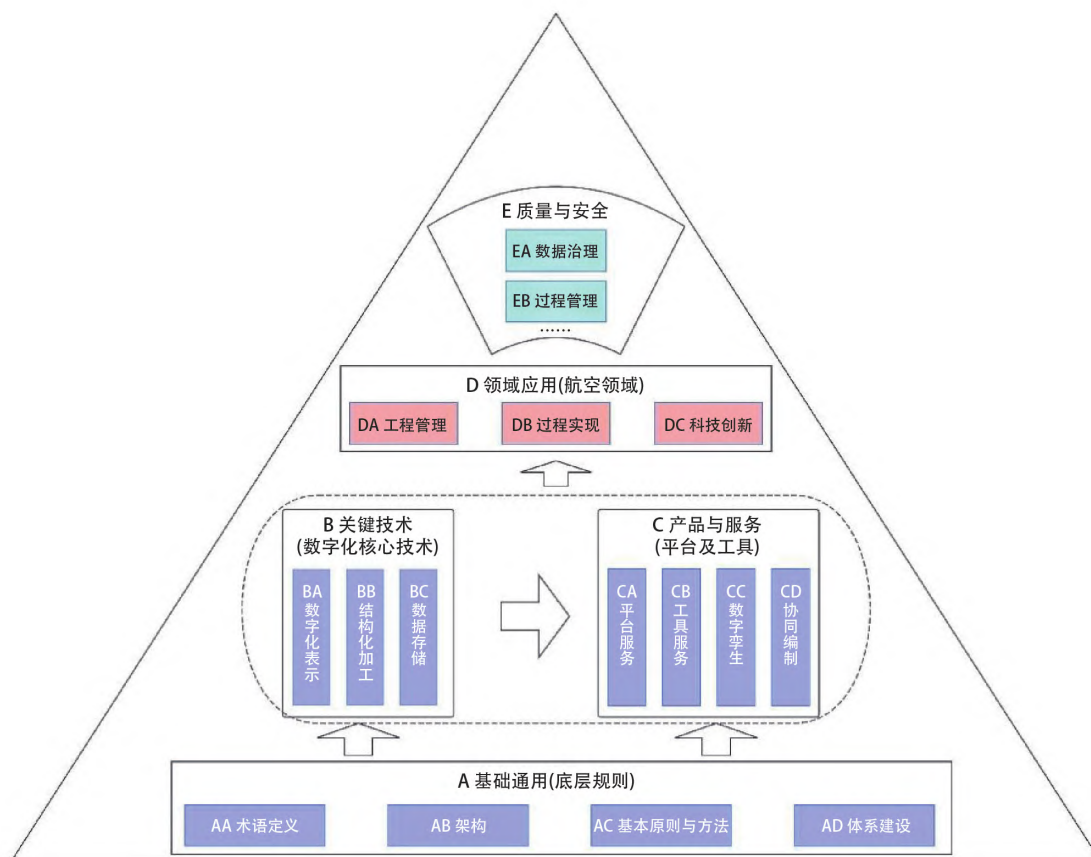 E 质量与安全
EA 数据治理
EB 过程管理
……
D 领域应用(航空领域)
DA 工程管理
DB 过程实现
DC 科技创新
B 关键技术
(数字化核心技术)
BA 数字化表示
BB 结构化加工
BC 数据存储
C 产品与服务
(平台及工具)
CA 平台服务
CB 工具服务
CC 数字孪生
CD 协同编制
A 基础通用(底层规则)
AA 术语定义
AB 架构
AC 基本原则与方法
AD 体系建设